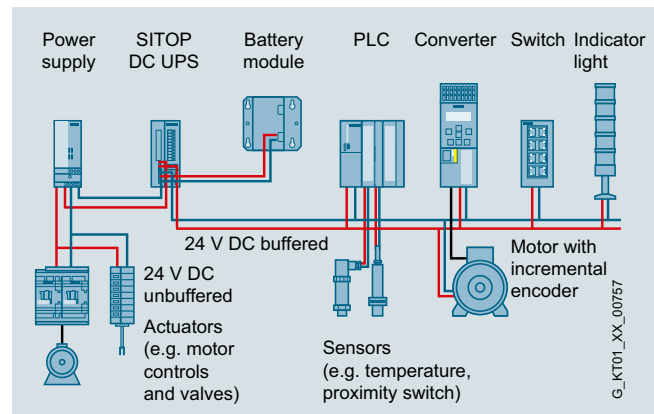 Power
supply
SITOP
DC UPS
Battery
module
PLC
Converter
Switch
Indicator
light
24 V DC buffered
24 V DC
unbuffered
Actuators
(e.g. motor
controls
and valves)
Sensors
(e.g. temperature,
proximity switch)
Motor with
incremental
encoder
G_KT01_XX_00757